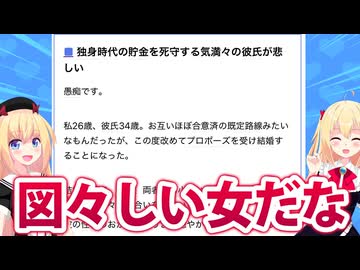 ■ 独身時代の貯金を死守する気満々の彼氏が悲
しい
愚痴です。
私26歳、彼氏34歳。お互いほぼ合意済の既定路線みたい
なもんだったが、この度改めてプロポーズを受け結婚す
ることになった。
図々しい女だな